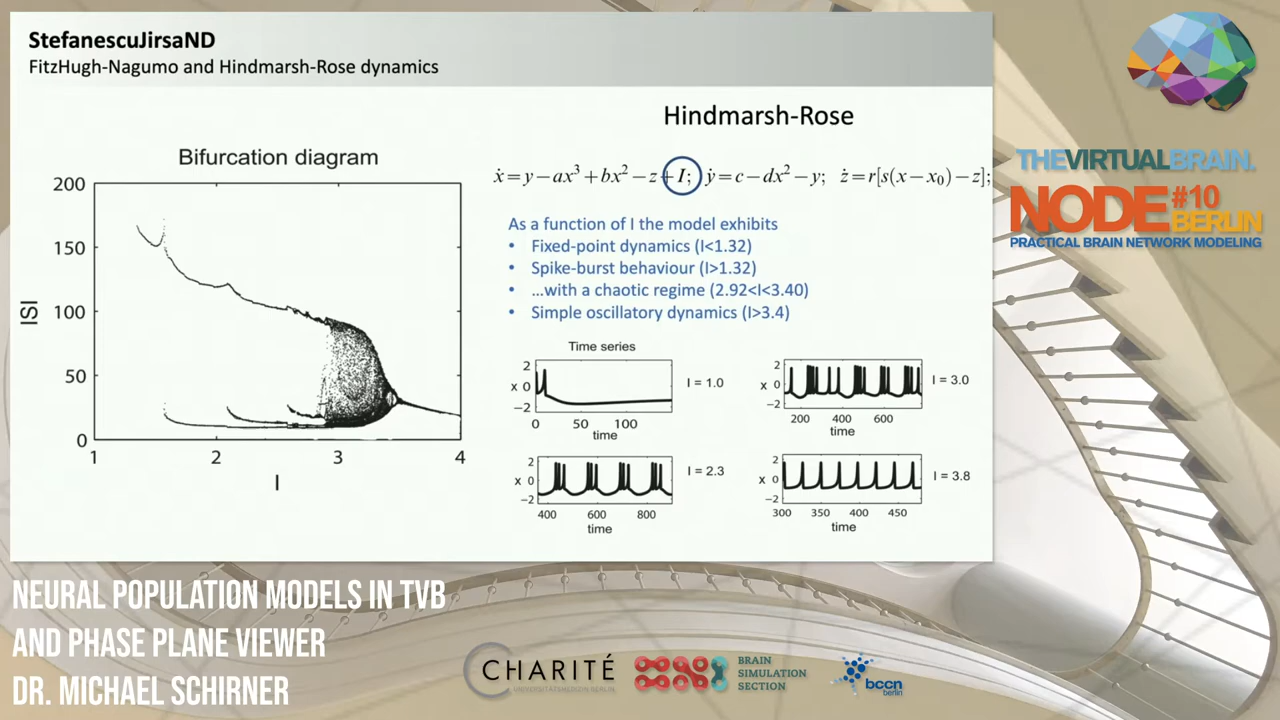 StefanescuJirsaND
FitzHugh-Nagumo and Hindmarsh-Rose dynamics
Hindmarsh-Rose
ẋ=y−ax³+bx²−z+I; ẏ=c−dx²−y; ż=r[s(x−x₀)−z];
Bifurcation diagram
200
150
100
50
0
ISI
1 2 3 4
I
As a function of I the model exhibits
• Fixed-point dynamics (I<1.32)
• Spike-burst behaviour (I>1.32)
• …with a chaotic regime (2.92<I<3.40)
• Simple oscillatory dynamics (I>3.4)
Time series
2
x 0
−2
0 50 100
time
I = 1.0
2
x 0
−2
200 400 600
time
I = 3.0
2
x 0
−2
400 600 800
time
I = 2.3
2
x 0
−2
300 350 400 450
time
I = 3.8
THEVIRTUALBRAIN.
NODE #10
BERLIN
PRACTICAL BRAIN NETWORK MODELING
NEURAL POPULATION MODELS IN TVB
AND PHASE PLANE VIEWER
DR. MICHAEL SCHIRNER
CHARITÉ
UNIVERSITÄTSMEDIZIN BERLIN
BRAIN
SIMULATION
SECTION
bccn
berlin